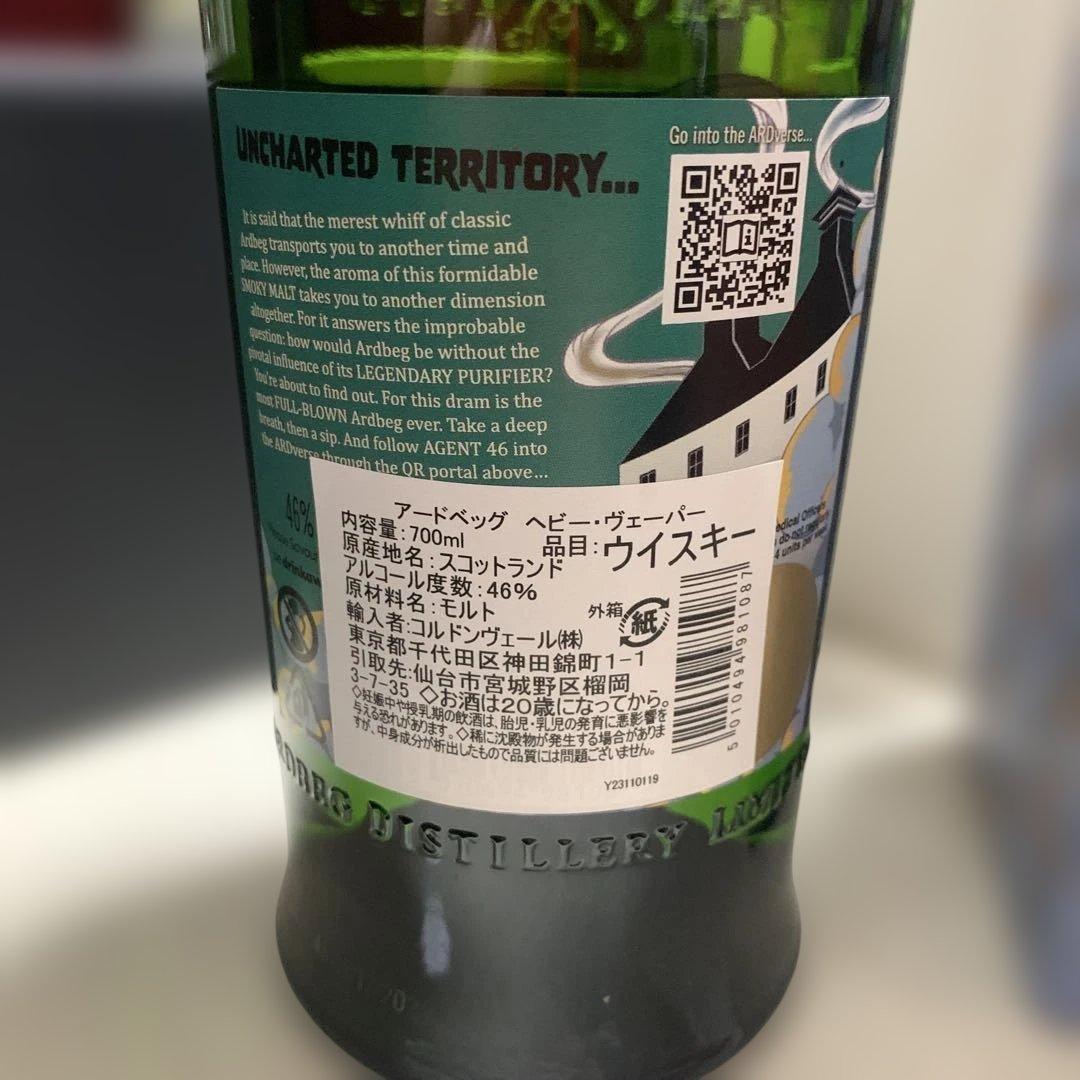 UNCHARTED TERRITORY...
Go into the ARDverse...
It is said that the merest whiff of classic
Ardbeg transports you to another time and
place. However, the aroma of this formidable
SMOKY MALT takes you to another dimension
altogether. For it answers the improbable
question: how would Ardbeg be without the
pivotal influence of its LEGENDARY PURIFIER?
You're about to find out. For this dram is the
most FULL-BLOWN Ardbeg ever. Take a deep
breath, then a sip. And follow AGENT 46 into
the ARDverse through the QR portal above...
46%
アードベッグ ヘビー・ヴェーパー
内容量:700ml 品目:ウイスキー
原産地名:スコットランド
アルコール度数:46%
原材料名:モルト
外箱 紙
輸入者:コルドンヴェール㈱
東京都千代田区神田錦町1-1
引取先:仙台市宮城野区榴岡
3-7-35 ◇お酒は20歳になってから。
◇妊娠中や授乳期の飲酒は、胎児・乳児の発育に悪影響を
与える恐れがあります。◇稀に沈殿物が発生する場合がありま
すが、中身成分が析出したもので品質には問題ございません。
5 010494 981087
Y23110119
do not
4 units per
ARDBEG DISTILLERY LIMITED